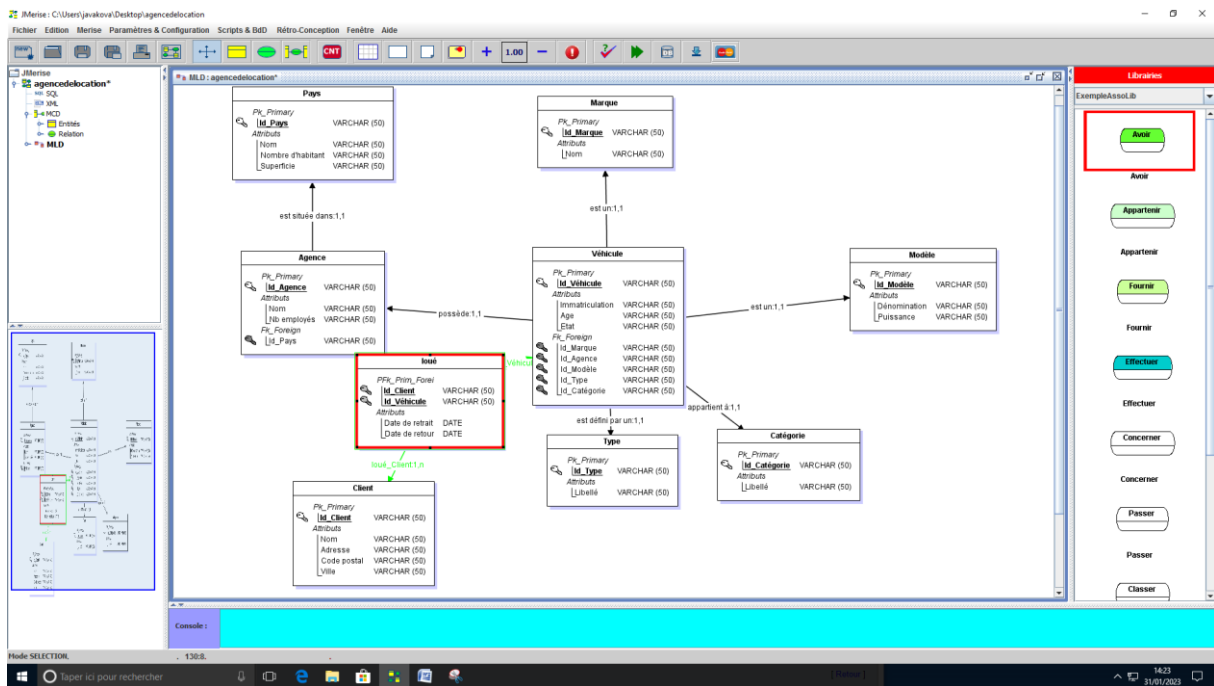 JMerise : C:\Users\javakova\Desktop\agencedelocation
Fichier Edition Merise Paramètres & Configuration Scripts & BdD Rétro-Conception Fenêtre Aide
CNT
1.00
JMerise
agencedelocation*
SQL
XML
MCD
Entités
Relation
MLD
MLD : agencedelocation*
Pays
Pk_Primary
Id_Pays VARCHAR (50)
Attributs
Nom VARCHAR (50)
Nombre d'habitant VARCHAR (50)
Superficie VARCHAR (50)
Marque
Pk_Primary
Id_Marque VARCHAR (50)
Attributs
Nom VARCHAR (50)
est située dans:1,1
est un:1,1
Agence
Pk_Primary
Id_Agence VARCHAR (50)
Attributs
Nom VARCHAR (50)
Nb employés VARCHAR (50)
Fk_Foreign
Id_Pays VARCHAR (50)
possède:1,1
Véhicule
Pk_Primary
Id_Véhicule VARCHAR (50)
Attributs
Immatriculation VARCHAR (50)
Age VARCHAR (50)
Etat VARCHAR (50)
Fk_Foreign
Id_Marque VARCHAR (50)
Id_Agence VARCHAR (50)
Id_Modèle VARCHAR (50)
Id_Type VARCHAR (50)
Id_Catégorie VARCHAR (50)
est un:1,1
Modèle
Pk_Primary
Id_Modèle VARCHAR (50)
Attributs
Dénomination VARCHAR (50)
Puissance VARCHAR (50)
loué
PFk_Prim_Forei
Id_Client VARCHAR (50)
Id_Véhicule VARCHAR (50)
Attributs
Date de retrait DATE
Date de retour DATE
loué_Client:1,n
est défini par un:1,1
appartient à:1,1
Type
Pk_Primary
Id_Type VARCHAR (50)
Attributs
Libellé VARCHAR (50)
Catégorie
Pk_Primary
Id_Catégorie VARCHAR (50)
Attributs
Libellé VARCHAR (50)
Client
Pk_Primary
Id_Client VARCHAR (50)
Attributs
Nom VARCHAR (50)
Adresse VARCHAR (50)
Code postal VARCHAR (50)
Ville VARCHAR (50)
Librairies
ExempleAssoLib
Avoir
Avoir
Appartenir
Appartenir
Fournir
Fournir
Effectuer
Effectuer
Concerner
Concerner
Passer
Passer
Classer
Console :
Mode SELECTION. . 130:8. .
Taper ici pour rechercher
[ Retour ]
14:23
31/01/2023